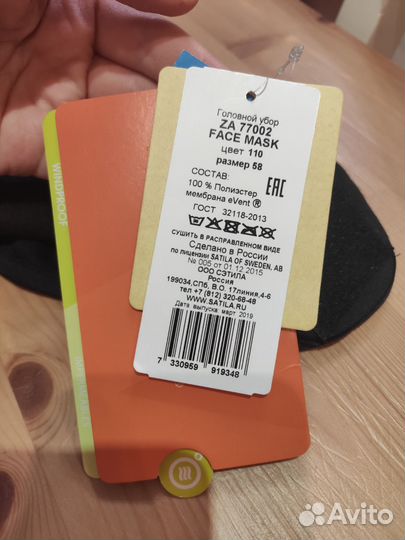 Головной убор
ZA 77002
FACE MASK
цвет 110
размер 58
СОСТАВ:
100 % Полиэстер
мембрана eVent ®
EAC
ГОСТ 32118-2013
СУШИТЬ В РАСПРАВЛЕННОМ ВИДЕ
Сделано в России
по лицензии SATILA OF SWEDEN, AB
№ 005 от 01.12.2015
ООО СЭТИЛА
Россия
199034,СПб, В.О. 17линия,4-6
тел +7 (812) 320-66-48
WWW.SATILA.RU
Дата выпуска: март 2019
7 330959 919348
WINDPROOF
Avito